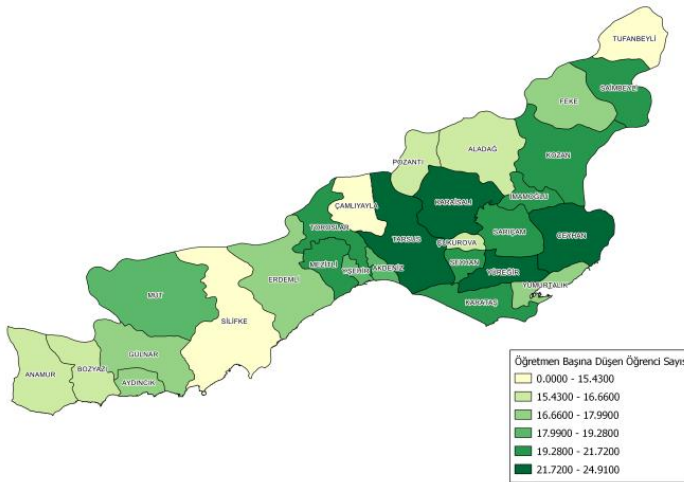 TUFANBEYLİ
SAİMBEYLİ
FEKE
KOZAN
ALADAĞ
POZANTI
KARAİSALI
İMAMOĞLU
ÇAMLIYAYLA
TARSUS
TOROSLAR
SARIÇAM
CEYHAN
ÇUKUROVA
SEYHAN
YÜREĞİR
MEZİTLİ
AKDENİZ
YUMURTALIK
KARATAŞ
ERDEMLİ
MUT
SİLİFKE
GÜLNAR
BOZYAZI
ANAMUR
AYDINCIK
Öğretmen Başına Düşen Öğrenci Sayıs
0.0000 - 15.4300
15.4300 - 16.6600
16.6600 - 17.9900
17.9900 - 19.2800
19.2800 - 21.7200
21.7200 - 24.9100